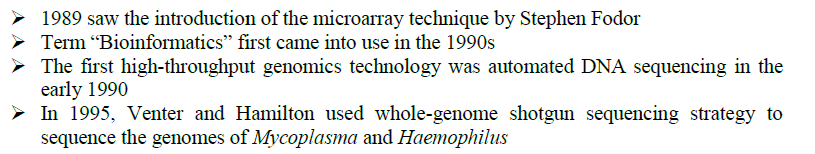 ➢ 1989 saw the introduction of the microarray technique by Stephen Fodor
➢ Term “Bioinformatics” first came into use in the 1990s
➢ The first high-throughput genomics technology was automated DNA sequencing in the
early 1990
➢ In 1995, Venter and Hamilton used whole-genome shotgun sequencing strategy to
sequence the genomes of Mycoplasma and Haemophilus